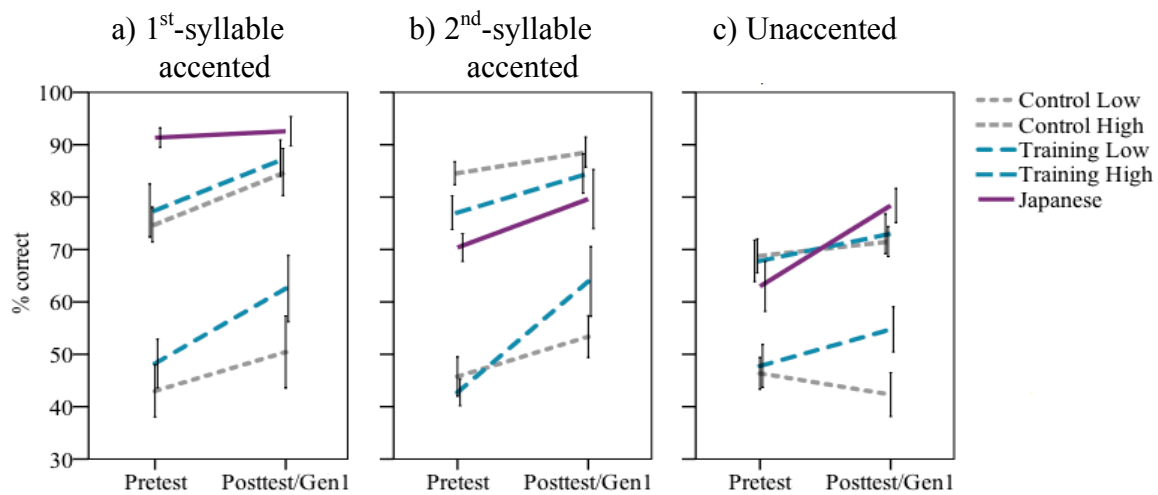 a) 1st-syllable accented
b) 2nd-syllable accented
c) Unaccented
% correct
100
90
80
70
60
50
40
30
Pretest Posttest/Gen1
Pretest Posttest/Gen1
Pretest Posttest/Gen1
Control Low
Control High
Training Low
Training High
Japanese